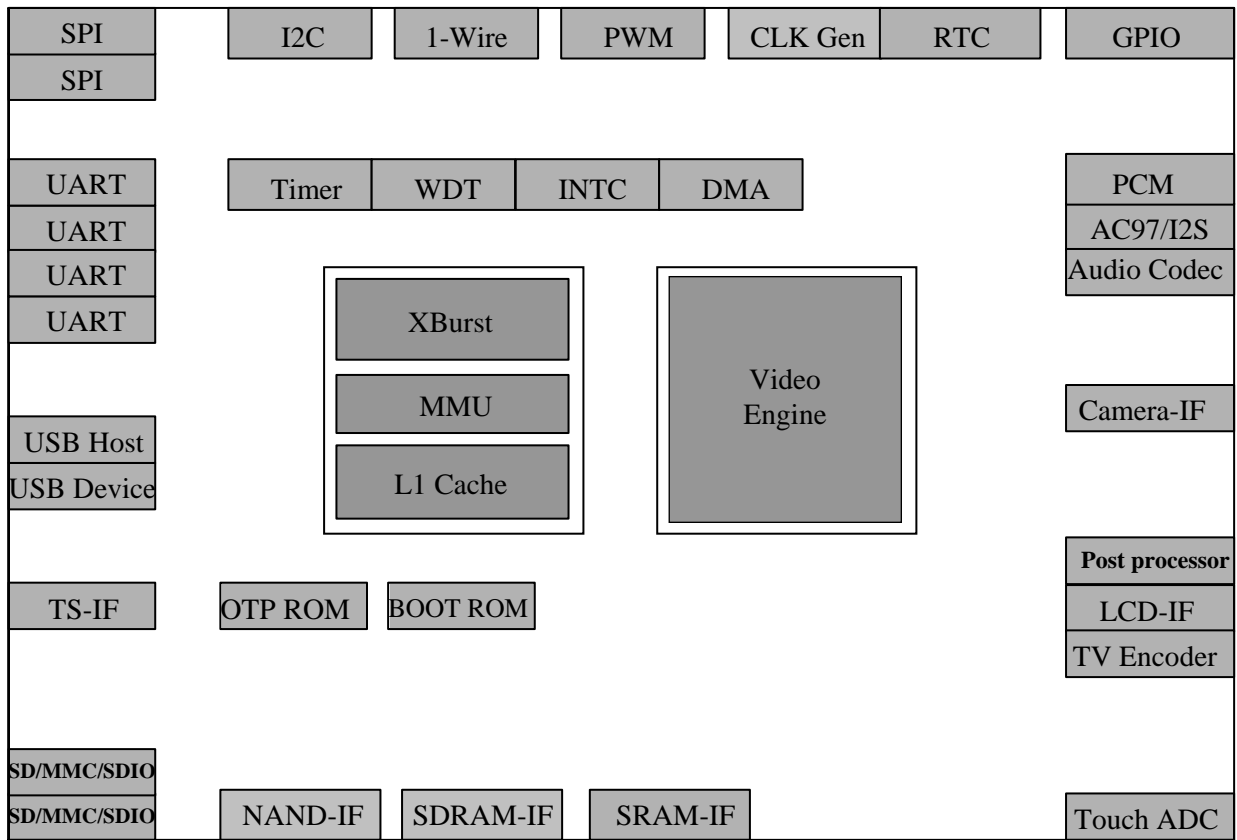 SPI
I2C
1-Wire
PWM
CLK Gen
RTC
GPIO
SPI
UART
Timer
WDT
INTC
DMA
PCM
UART
AC97/I2S
UART
Audio Codec
UART
XBurst
MMU
L1 Cache
Video
Engine
Camera-IF
USB Host
USB Device
Post processor
TS-IF
OTP ROM
BOOT ROM
LCD-IF
TV Encoder
SD/MMC/SDIO
SD/MMC/SDIO
NAND-IF
SDRAM-IF
SRAM-IF
Touch ADC